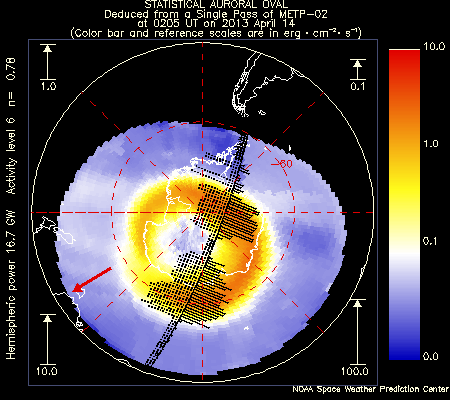 STATISTICAL AURORAL OVAL
Deduced from a Single Pass of METP-02
at 0205 UT on 2013 April 14
(Color bar and reference scales are in erg·cm⁻²·s⁻¹)
Hemispheric power 16.7 GW Activity level 6 n= 0.78
1.0
0.1
-60
10.0
100.0
10.0
1.0
0.1
0.0
NOAA Space Weather Prediction Center